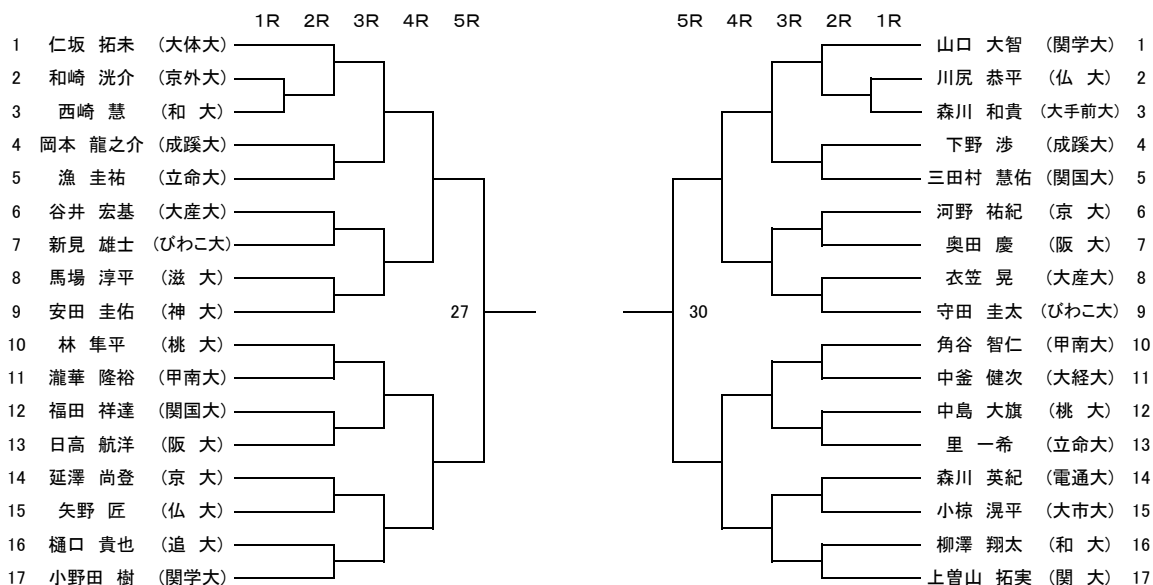 1R 2R 3R 4R 5R
1 仁坂 拓未 (大体大)
2 和崎 洸介 (京外大)
3 西崎 慧 (和 大)
4 岡本 龍之介 (成蹊大)
5 漁 圭祐 (立命大)
6 谷井 宏基 (大産大)
7 新見 雄士 (びわこ大)
8 馬場 淳平 (滋 大)
9 安田 圭佑 (神 大)
27
10 林 隼平 (桃 大)
11 瀧華 隆裕 (甲南大)
12 福田 祥達 (関国大)
13 日高 航洋 (阪 大)
14 延澤 尚登 (京 大)
15 矢野 匠 (仏 大)
16 樋口 貴也 (追 大)
17 小野田 樹 (関学大)
5R 4R 3R 2R 1R
山口 大智 (関学大) 1
川尻 恭平 (仏 大) 2
森川 和貴 (大手前大) 3
下野 渉 (成蹊大) 4
三田村 慧佑 (関国大) 5
河野 祐紀 (京 大) 6
奥田 慶 (阪 大) 7
衣笠 晃 (大産大) 8
守田 圭太 (びわこ大) 9
30
角谷 智仁 (甲南大) 10
中釜 健次 (大経大) 11
中島 大旗 (桃 大) 12
里 一希 (立命大) 13
森川 英紀 (電通大) 14
小椋 滉平 (大市大) 15
柳澤 翔太 (和 大) 16
上曽山 拓実 (関 大) 17